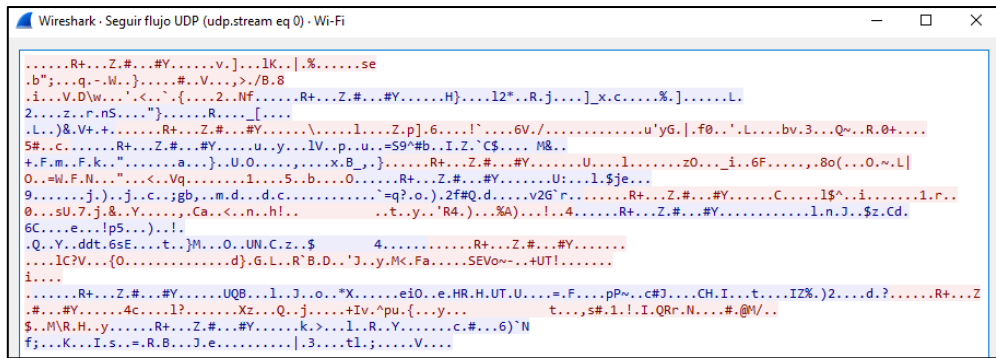 Wireshark · Seguir flujo UDP (udp.stream eq 0) · Wi-Fi
......R+...Z.#...#Y......v.]...lK..|.%......se
.b";...q.-.W..}.....#..V...,>./B.8
.i...V.D\w...'.<..`.{....2..Nf......R+...Z.#...#Y......H}....l2*..R.j....]_x.c.....%.]......L.
2....z..r.nS...."}......R...._[....
.L..)&.V+.+.......R+...Z.#...#Y......\.....l....Z.p].6....!`....6V./............u'yG.|.f0..'.L....bv.3...Q~..R.0+....
5#..c.......R+...Z.#...#Y......u..y...lV..p..u..=S9^#b..I.Z.`C$.... M&..
+.F.m..F.k..".......a...}..U.O.....,....x.B_,.}......R+...Z.#...#Y......U....l.......zO..._i..6F.....,.8o(...O.~.L|
O..=W.F.N..."...<..Vq........1....5..b....O......R+...Z.#...#Y......U:...l.$je...
9.......j.)..j..c..;gb,..m.d...d.c............`=q?.o.).2f#Q.d.....v2G`r........R+...Z.#...#Y......C.....l$^..i......1.r..
0...sU.7.j.&..Y....,.Ca..<..n..h!.. ..t..y..'R4.)...%A)...!..4......R+...Z.#...#Y............l.n.J..$z.Cd.
6C....e...!p5...)..!.
.Q..Y..ddt.6sE....t..}M...O..UN.C.z..$ 4...........R+...Z.#...#Y.......
....lC?V...{O..............d}.G.L..R`B.D..'J..y.M<.Fa.....SEVo~-..+UT!.......
i....
.......R+...Z.#...#Y......UQB...l..J..o..*X......eiO..e.HR.H.UT.U....=.F....pP~..c#J....CH.I...t....IZ%.)2....d.?......R+...Z
.#...#Y......4c....l?......Xz...Q..j.....+Iv.^pu.{...y... t...,s#.1.!.I.QRr.N....#.@M/..
$..M\R.H..y......R+...Z.#...#Y......k.>...l..R..Y......c.#...6)`N
f;...K...I.s..=.R.B...J.e..........|.3....tl.;.....V....